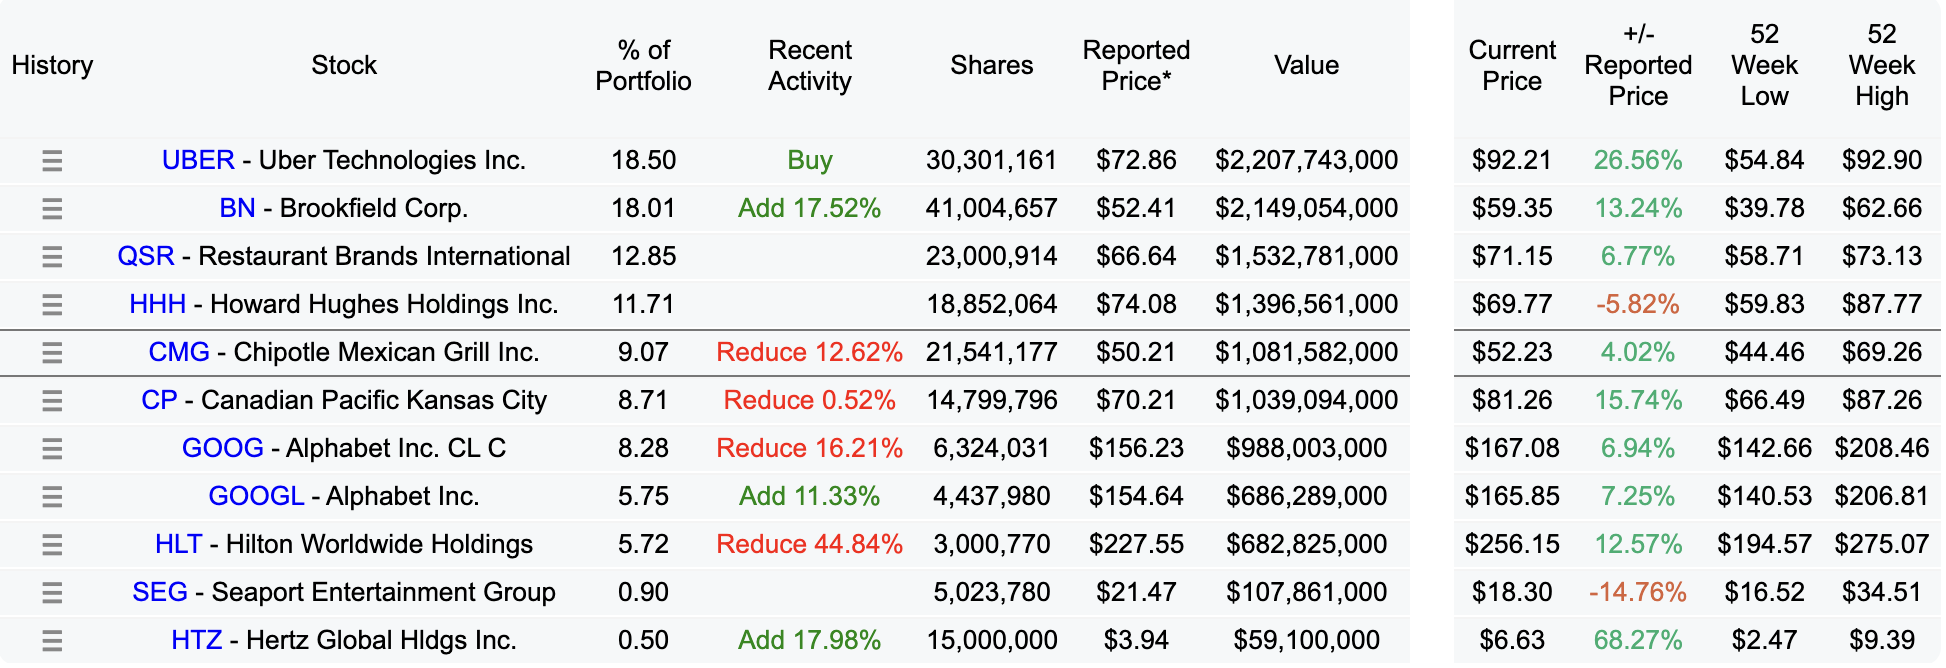 History Stock % of Portfolio Recent Activity Shares Reported Price* Value Current Price +/- Reported Price 52 Week Low 52 Week High
UBER - Uber Technologies Inc. 18.50 Buy 30,301,161 $72.86 $2,207,743,000 $92.21 26.56% $54.84 $92.90
BN - Brookfield Corp. 18.01 Add 17.52% 41,004,657 $52.41 $2,149,054,000 $59.35 13.24% $39.78 $62.66
QSR - Restaurant Brands International 12.85 23,000,914 $66.64 $1,532,781,000 $71.15 6.77% $58.71 $73.13
HHH - Howard Hughes Holdings Inc. 11.71 18,852,064 $74.08 $1,396,561,000 $69.77 -5.82% $59.83 $87.77
CMG - Chipotle Mexican Grill Inc. 9.07 Reduce 12.62% 21,541,177 $50.21 $1,081,582,000 $52.23 4.02% $44.46 $69.26
CP - Canadian Pacific Kansas City 8.71 Reduce 0.52% 14,799,796 $70.21 $1,039,094,000 $81.26 15.74% $66.49 $87.26
GOOG - Alphabet Inc. CL C 8.28 Reduce 16.21% 6,324,031 $156.23 $988,003,000 $167.08 6.94% $142.66 $208.46
GOOGL - Alphabet Inc. 5.75 Add 11.33% 4,437,980 $154.64 $686,289,000 $165.85 7.25% $140.53 $206.81
HLT - Hilton Worldwide Holdings 5.72 Reduce 44.84% 3,000,770 $227.55 $682,825,000 $256.15 12.57% $194.57 $275.07
SEG - Seaport Entertainment Group 0.90 5,023,780 $21.47 $107,861,000 $18.30 -14.76% $16.52 $34.51
HTZ - Hertz Global Hldgs Inc. 0.50 Add 17.98% 15,000,000 $3.94 $59,100,000 $6.63 68.27% $2.47 $9.39